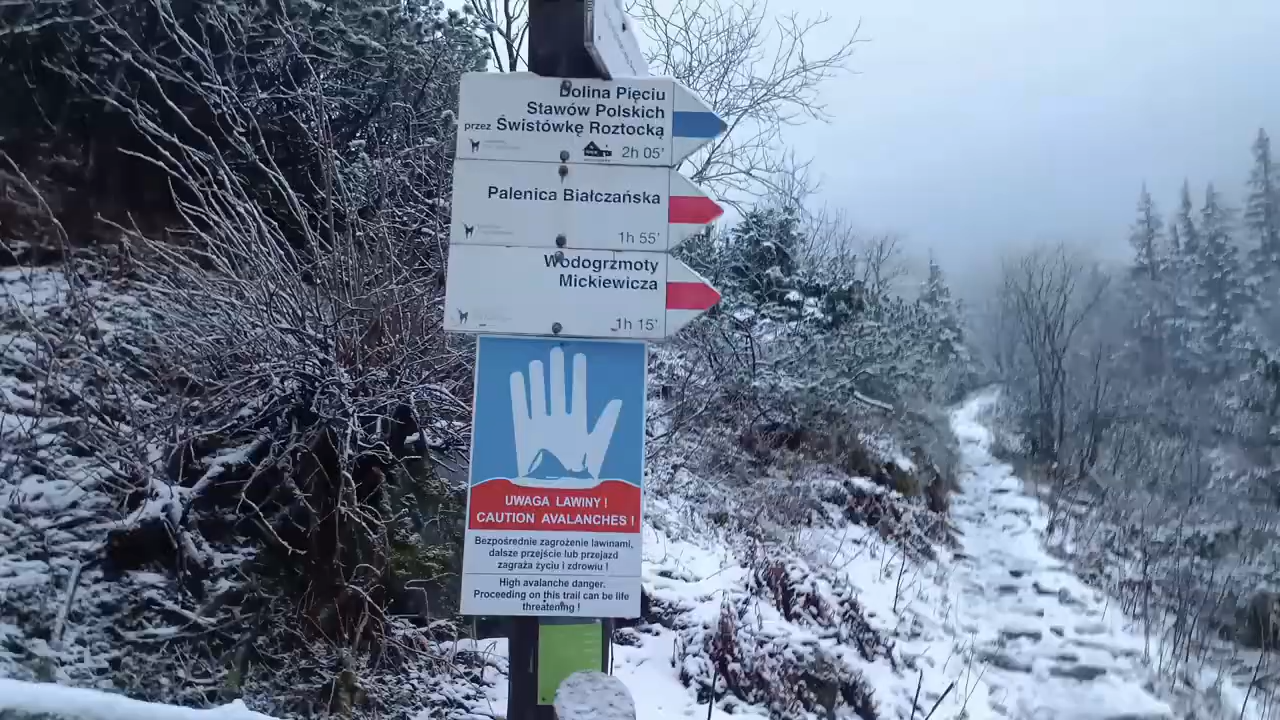 Dolina Pięciu
Stawów Polskich
przez Świstówkę Roztocką
2h 05'
Palenica Białczańska
1h 55'
Wodogrzmoty
Mickiewicza
1h 15'
UWAGA LAWINY !
CAUTION AVALANCHES !
Bezpośrednie zagrożenie lawinami,
dalsze przejście lub przejazd
zagraża życiu i zdrowiu !
High avalanche danger.
Proceeding on this trail can be life
threatening !